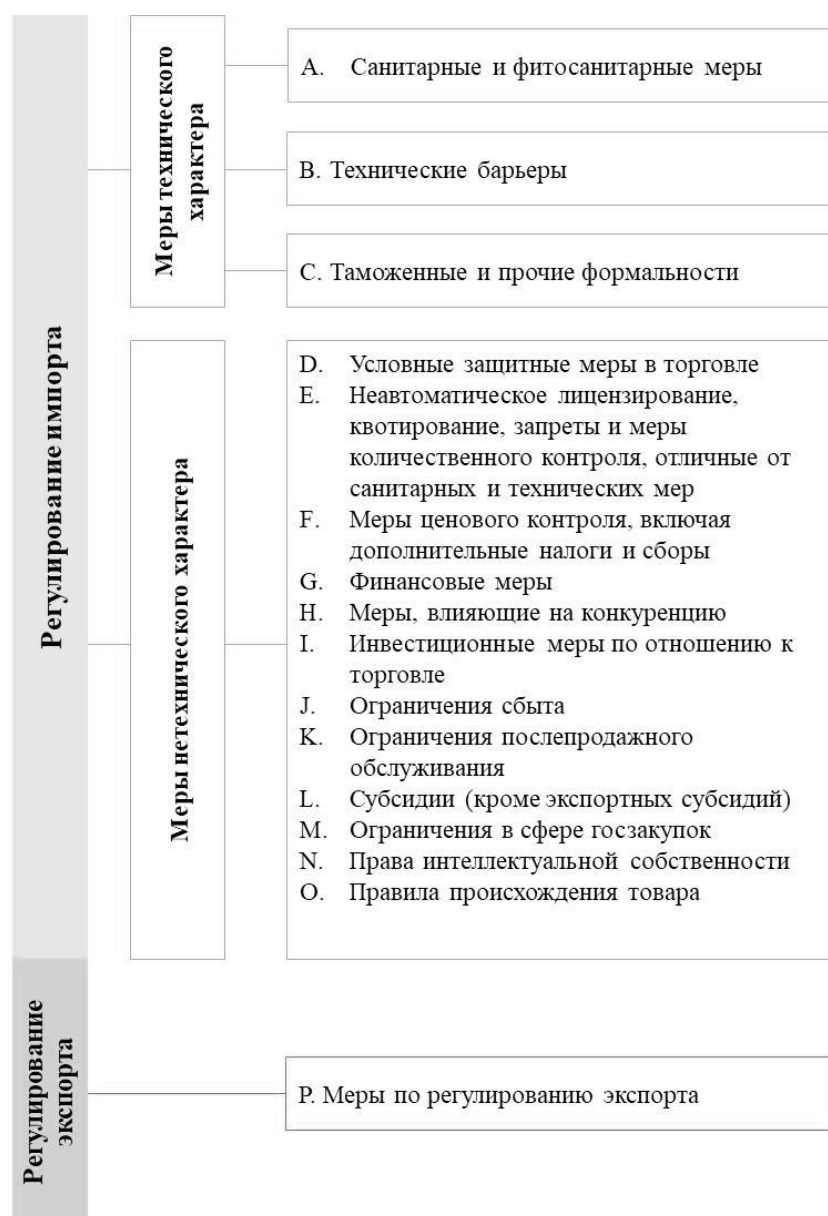 Регулирование импорта
Меры технического
характера
A. Санитарные и фитосанитарные меры
B. Технические барьеры
C. Таможенные и прочие формальности
Меры нетехнического характера
D. Условные защитные меры в торговле
E. Неавтоматическое лицензирование,
квотирование, запреты и меры
количественного контроля, отличные от
санитарных и технических мер
F. Меры ценового контроля, включая
дополнительные налоги и сборы
G. Финансовые меры
H. Меры, влияющие на конкуренцию
I. Инвестиционные меры по отношению к
торговле
J. Ограничения сбыта
K. Ограничения послепродажного
обслуживания
L. Субсидии (кроме экспортных субсидий)
M. Ограничения в сфере госзакупок
N. Права интеллектуальной собственности
O. Правила происхождения товара
Регулирование
экспорта
P. Меры по регулированию экспорта